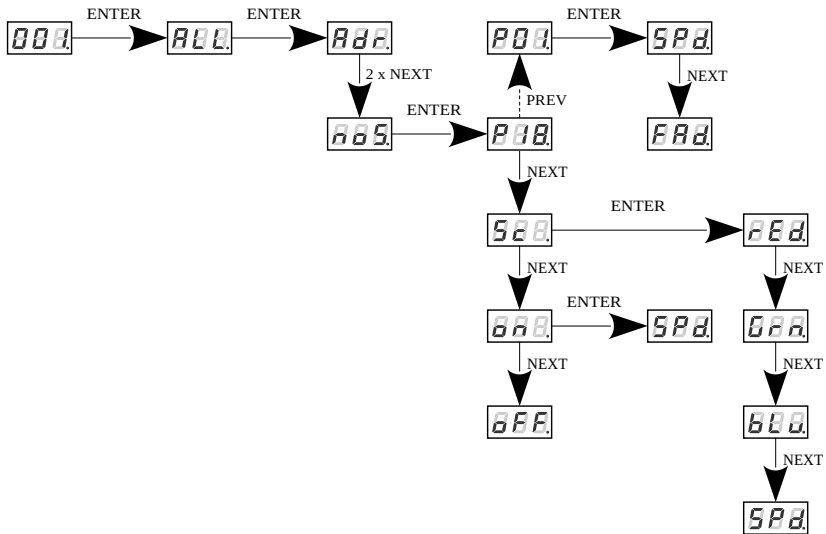 ENTER ENTER ENTER
001. ALL. Adr. P01. SPd.
2 x NEXT PREV NEXT
ENTER
noS. P18. FAd.
NEXT
ENTER
Sc. rEd.
NEXT NEXT
ENTER
on. SPd. Grn.
NEXT NEXT
oFF. bLu.
NEXT
SPd.